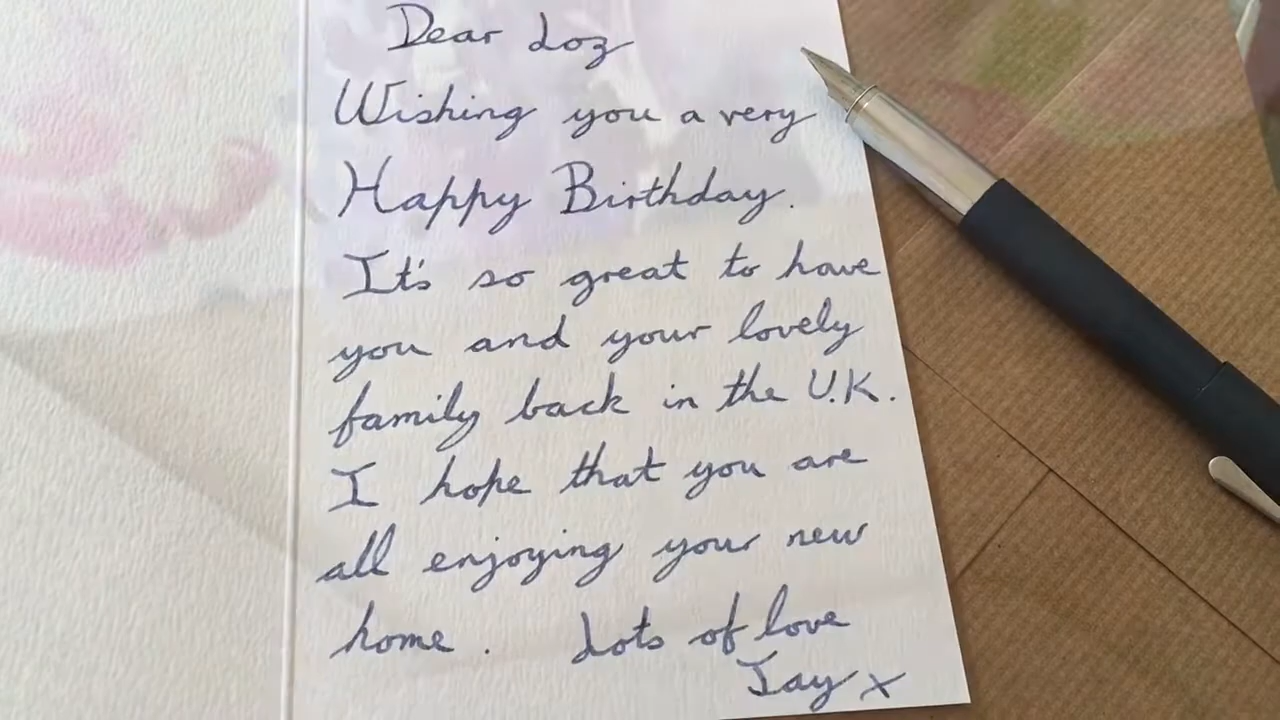 Dear Loz
Wishing you a very
Happy Birthday.
It's so great to have
you and your lovely
family back in the U.K.
I hope that you are
all enjoying your new
home. Lots of love
Jay x